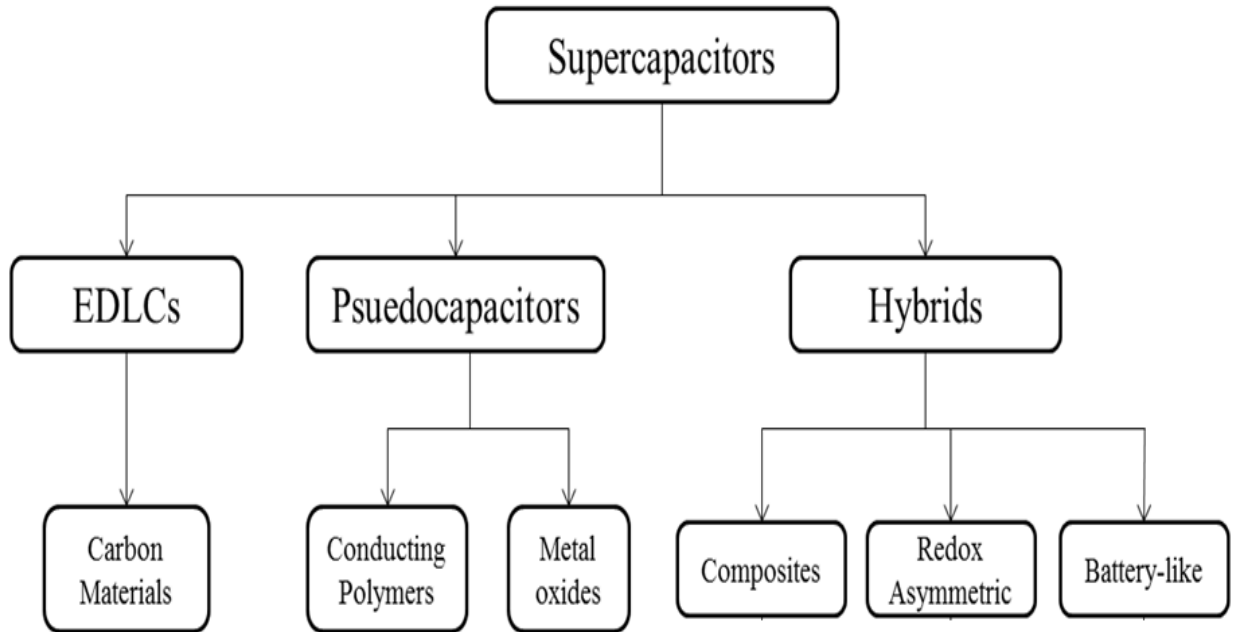 Supercapacitors
EDLCs
Psuedocapacitors
Hybrids
Carbon
Materials
Conducting
Polymers
Metal
oxides
Composites
Redox
Asymmetric
Battery-like